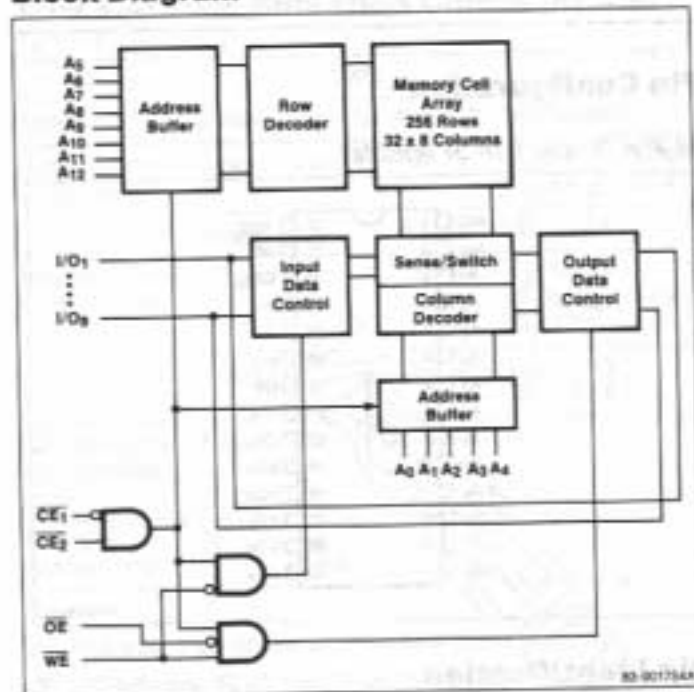 Block Diagram
A5
A6
A7
A8
A9
A10
A11
A12
Address
Buffer
Row
Decoder
Memory Cell
Array
256 Rows
32 x 8 Columns
I/O1
I/O8
Input
Data
Control
Sense/Switch
Column
Decoder
Output
Data
Control
Address
Buffer
A0 A1 A2 A3 A4
CE1
CE2
OE
WE